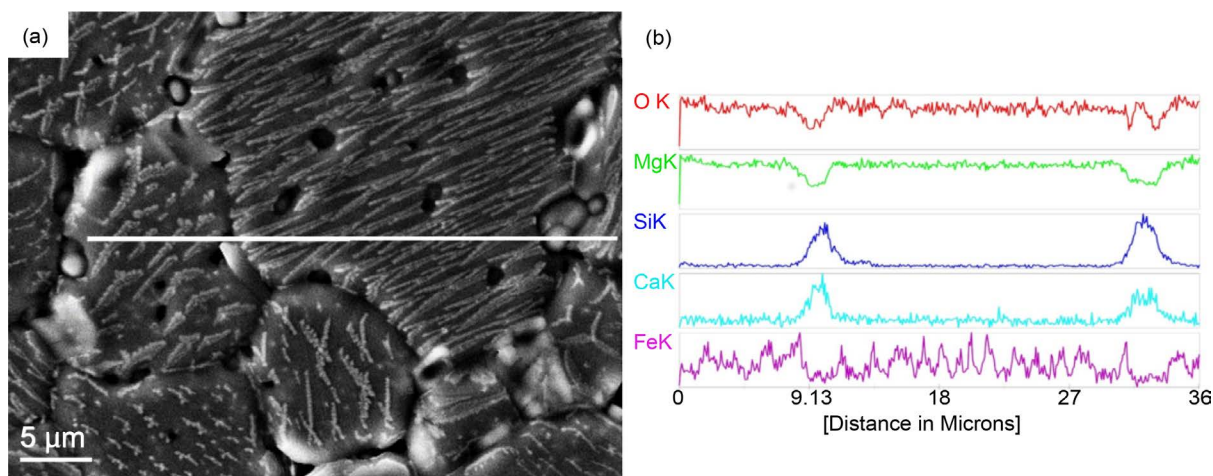 (a)
5 µm
(b)
O K
MgK
SiK
CaK
FeK
0 9.13 18 27 36
[Distance in Microns]